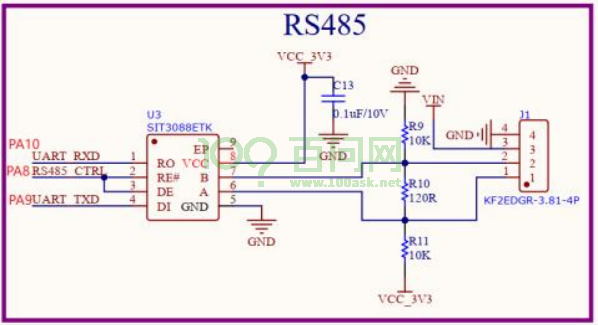 RS485
VCC_3V3
C13
0.1uF/10V
GND
GND
VIN
J1
U3
SIT3088ETK
PA10
UART_RXD
PA8
RS485_CTRL
PA9
UART_TXD
1
2
3
4
RO
RE#
DE
DI
EP
VCC
B
A
GND
9
8
7
6
5
GND
R9
10K
R10
120R
R11
10K
VCC_3V3
GND
4
3
2
1
4
3
2
1
KF2EDGR-3.81-4P
百问网
www.100ask.net